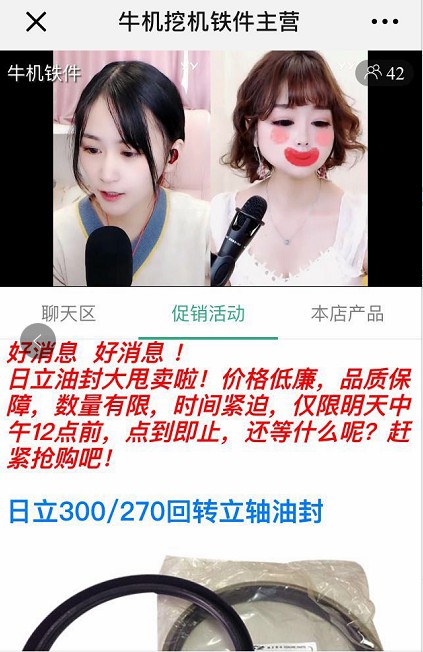 牛机挖机铁件主营
牛机铁件
42
聊天区 促销活动 本店产品
好消息 好消息 ！
日立油封大甩卖啦！价格低廉，品质保
障，数量有限，时间紧迫，仅限明天中
午12点前，点到即止，还等什么呢？赶
紧抢购吧！
日立300/270回转立轴油封